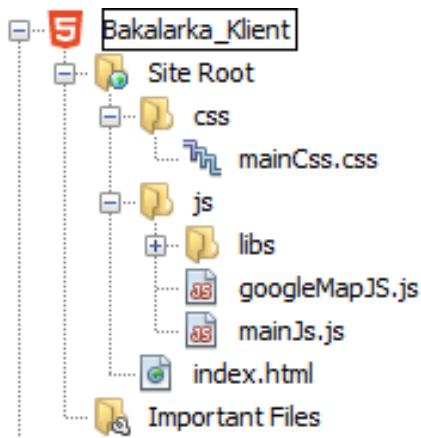 Bakalarka_Klient
Site Root
css
mainCss.css
js
libs
googleMapJS.js
mainJs.js
index.html
Important Files